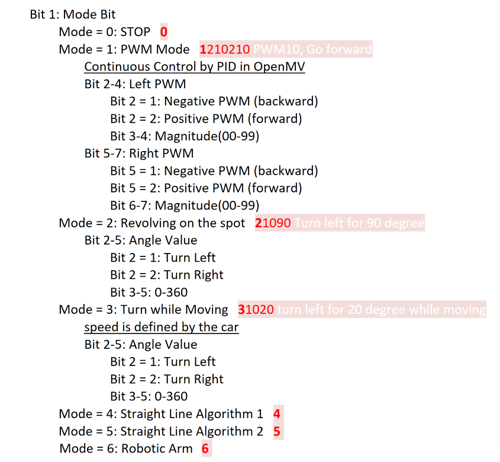 Bit 1: Mode Bit
Mode = 0: STOP 0
Mode = 1: PWM Mode 1210210 PWM10, Go forward
Continuous Control by PID in OpenMV
Bit 2-4: Left PWM
Bit 2 = 1: Negative PWM (backward)
Bit 2 = 2: Positive PWM (forward)
Bit 3-4: Magnitude(00-99)
Bit 5-7: Right PWM
Bit 5 = 1: Negative PWM (backward)
Bit 5 = 2: Positive PWM (forward)
Bit 6-7: Magnitude(00-99)
Mode = 2: Revolving on the spot 21090 Turn left for 90 degree
Bit 2-5: Angle Value
Bit 2 = 1: Turn Left
Bit 2 = 2: Turn Right
Bit 3-5: 0-360
Mode = 3: Turn while Moving 31020 turn left for 20 degree while moving
speed is defined by the car
Bit 2-5: Angle Value
Bit 2 = 1: Turn Left
Bit 2 = 2: Turn Right
Bit 3-5: 0-360
Mode = 4: Straight Line Algorithm 1 4
Mode = 5: Straight Line Algorithm 2 5
Mode = 6: Robotic Arm 6